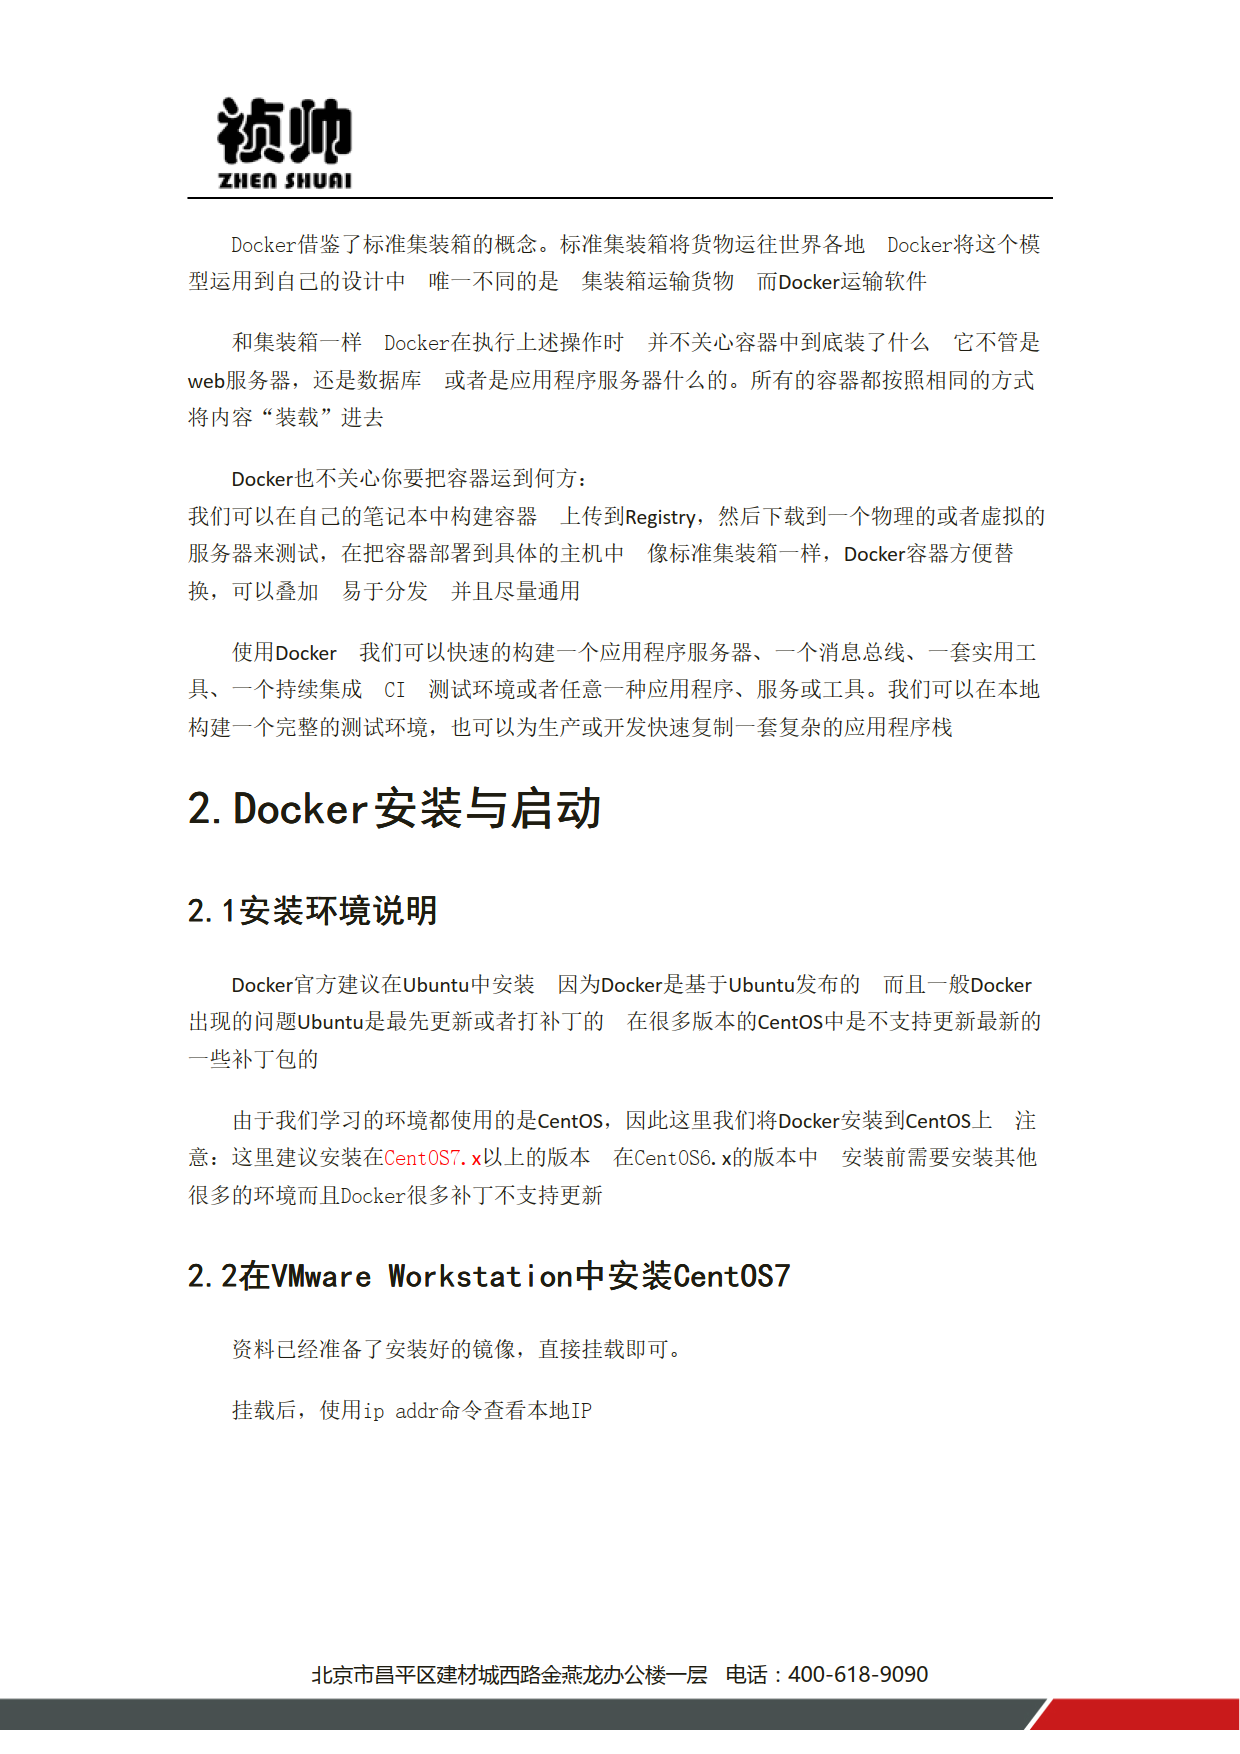 祯帅
ZHEN SHUAI
Docker借鉴了标准集装箱的概念。标准集装箱将货物运往世界各地　Docker将这个模
型运用到自己的设计中　唯一不同的是　集装箱运输货物　而Docker运输软件
和集装箱一样　Docker在执行上述操作时　并不关心容器中到底装了什么　它不管是
web服务器，还是数据库　或者是应用程序服务器什么的。所有的容器都按照相同的方式
将内容“装载”进去
Docker也不关心你要把容器运到何方：
我们可以在自己的笔记本中构建容器　上传到Registry，然后下载到一个物理的或者虚拟的
服务器来测试，在把容器部署到具体的主机中　像标准集装箱一样，Docker容器方便替
换，可以叠加　易于分发　并且尽量通用
使用Docker　我们可以快速的构建一个应用程序服务器、一个消息总线、一套实用工
具、一个持续集成　CI　测试环境或者任意一种应用程序、服务或工具。我们可以在本地
构建一个完整的测试环境，也可以为生产或开发快速复制一套复杂的应用程序栈
2.Docker安装与启动
2.1安装环境说明
Docker官方建议在Ubuntu中安装　因为Docker是基于Ubuntu发布的　而且一般Docker
出现的问题Ubuntu是最先更新或者打补丁的　在很多版本的CentOS中是不支持更新最新的
一些补丁包的
由于我们学习的环境都使用的是CentOS，因此这里我们将Docker安装到CentOS上　注
意：这里建议安装在CentOS7.x以上的版本　在CentOS6.x的版本中　安装前需要安装其他
很多的环境而且Docker很多补丁不支持更新
2.2在VMware Workstation中安装CentOS7
资料已经准备了安装好的镜像，直接挂载即可。
挂载后，使用ip addr命令查看本地IP
北京市昌平区建材城西路金燕龙办公楼一层　电话：400-618-9090